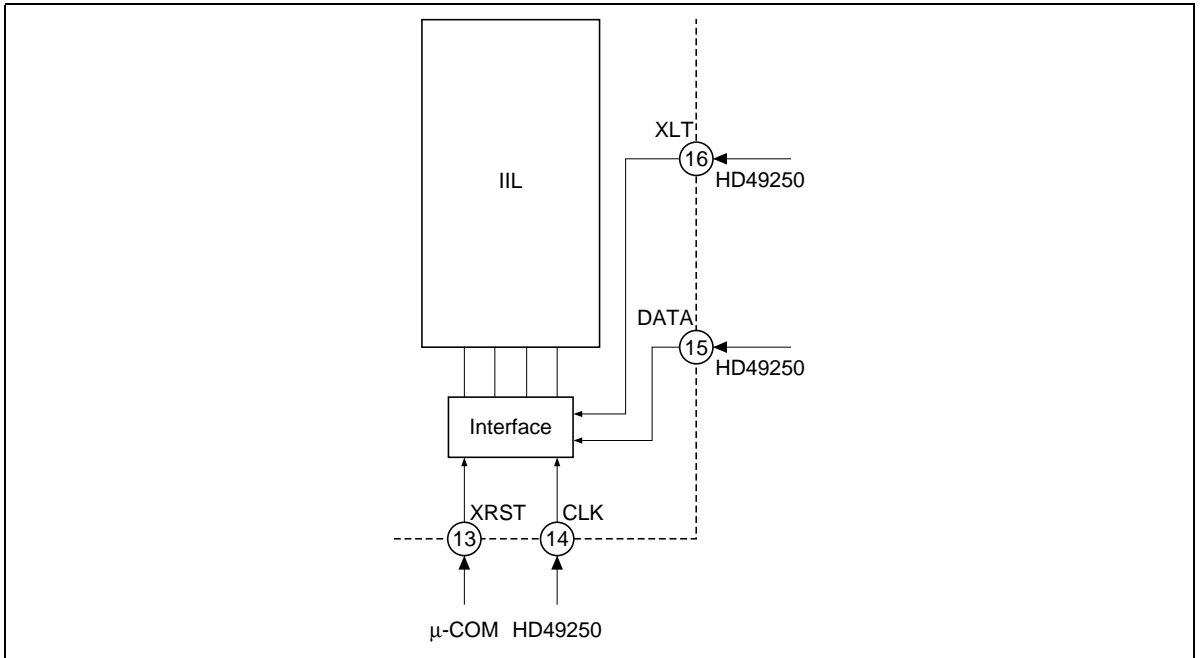 XLT
IIL
16
HD49250
DATA
15
HD49250
Interface
XRST
CLK
13
14
μ-COM HD49250